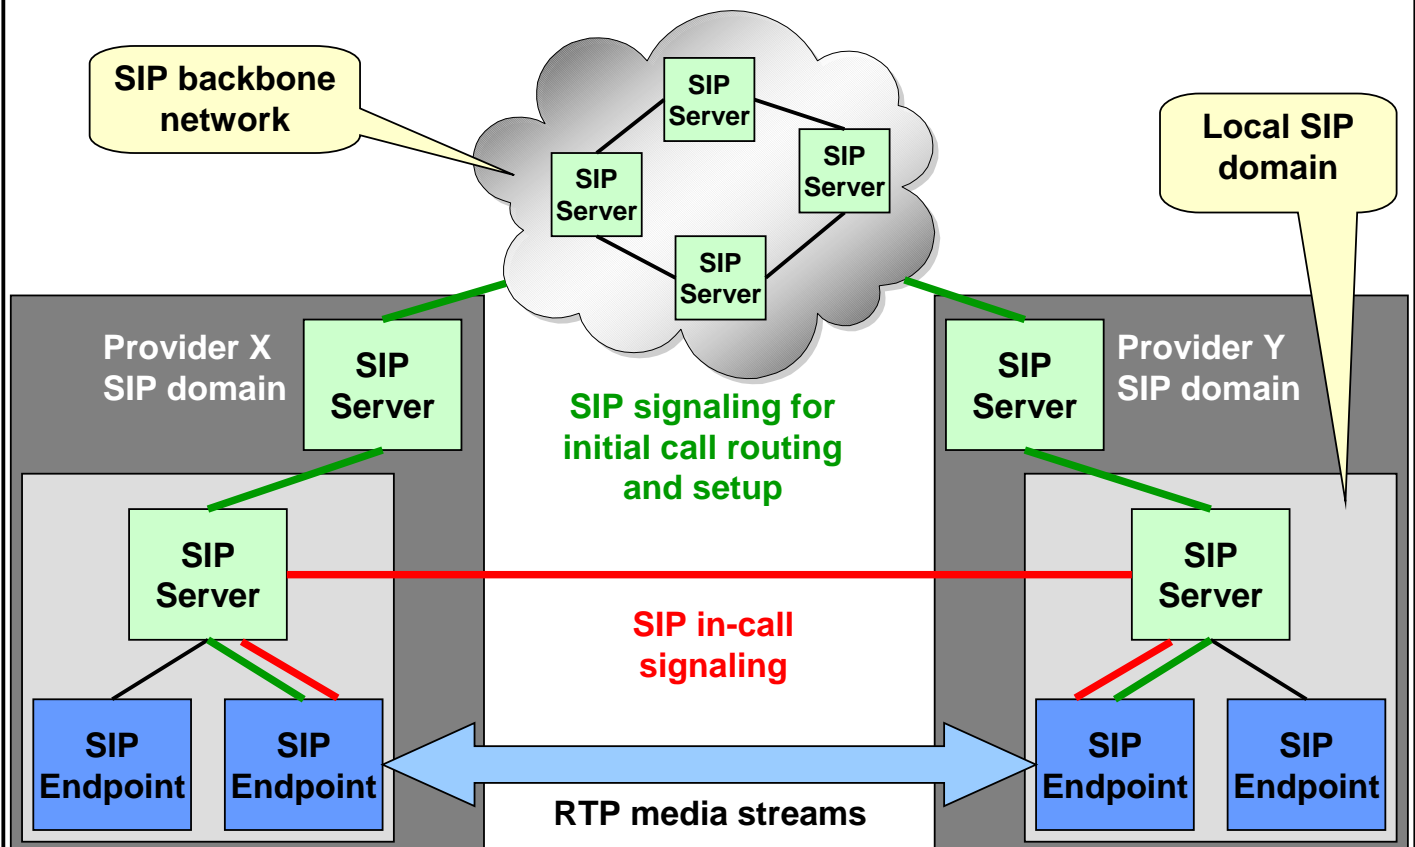 SIP backbone
network
SIP
Server
SIP
Server
SIP
Server
SIP
Server
Local SIP
domain
Provider X
SIP domain
SIP
Server
SIP signaling for
initial call routing
and setup
SIP
Server
Provider Y
SIP domain
SIP
Server
SIP in-call
signaling
SIP
Server
SIP
Endpoint
SIP
Endpoint
RTP media streams
SIP
Endpoint
SIP
Endpoint